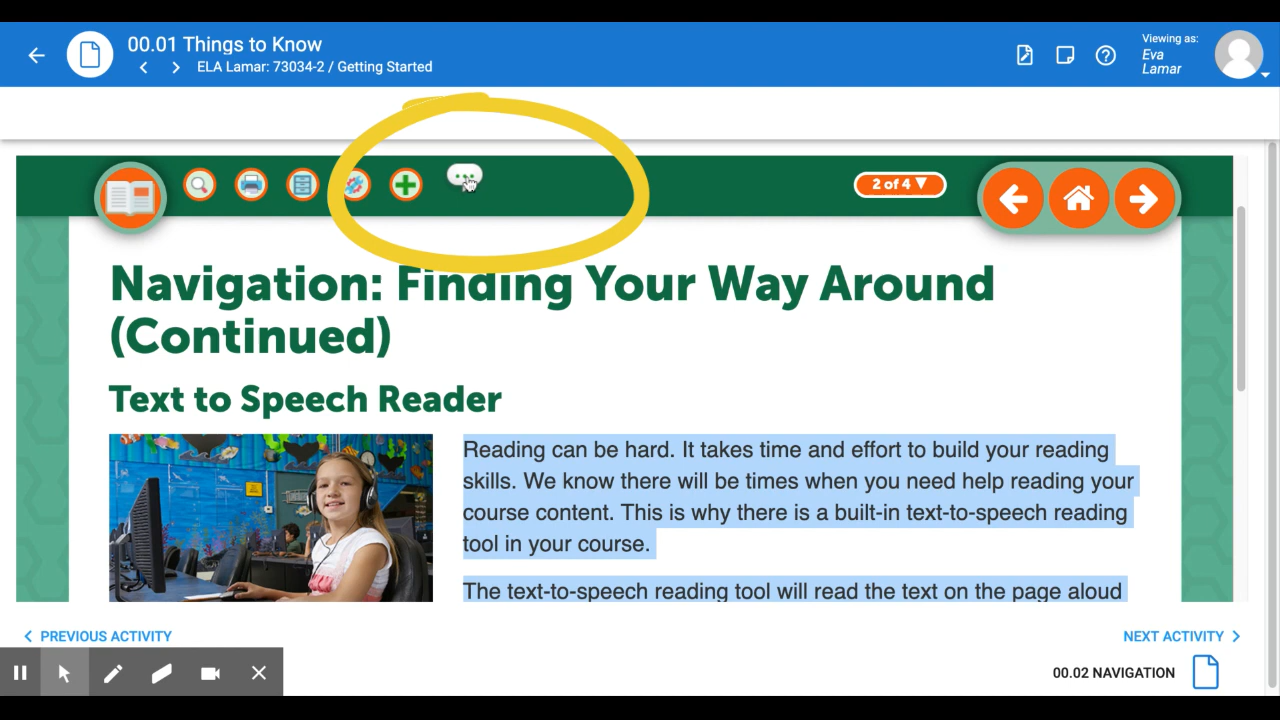 00.01 Things to Know
ELA Lamar: 73034-2 / Getting Started
Viewing as:
Eva
Lamar
2 of 4 ▼
Navigation: Finding Your Way Around
(Continued)
Text to Speech Reader
Reading can be hard. It takes time and effort to build your reading
skills. We know there will be times when you need help reading your
course content. This is why there is a built-in text-to-speech reading
tool in your course.
The text-to-speech reading tool will read the text on the page aloud
PREVIOUS ACTIVITY
NEXT ACTIVITY
00.02 NAVIGATION